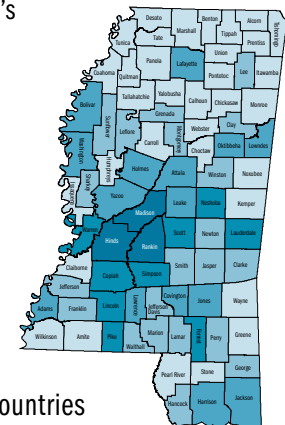 's
Desoto
Benton
Alcorn
Marshall
Tippah
Tishomingo
Tunica
Tate
Prentiss
Union
Panola
Lafayette
Coahoma
Quitman
Pontotoc
Lee
Itawamba
Tallahatchie
Yalobusha
Calhoun
Chickasaw
Monroe
Bolivar
Sunflower
Grenada
Leflore
Webster
Clay
Washington
Carroll
Montgomery
Choctaw
Oktibbeha
Lowndes
Humphreys
Holmes
Attala
Winston
Noxubee
Sharkey
Issaquena
Yazoo
Leake
Neshoba
Kemper
Madison
Warren
Hinds
Rankin
Scott
Newton
Lauderdale
Claiborne
Copiah
Simpson
Smith
Jasper
Clarke
Jefferson
Adams
Franklin
Lincoln
Lawrence
Jefferson
Davis
Covington
Jones
Wayne
Wilkinson
Amite
Pike
Walthall
Marion
Lamar
Forrest
Perry
Greene
Pearl River
Stone
George
Hancock
Harrison
Jackson
ountries